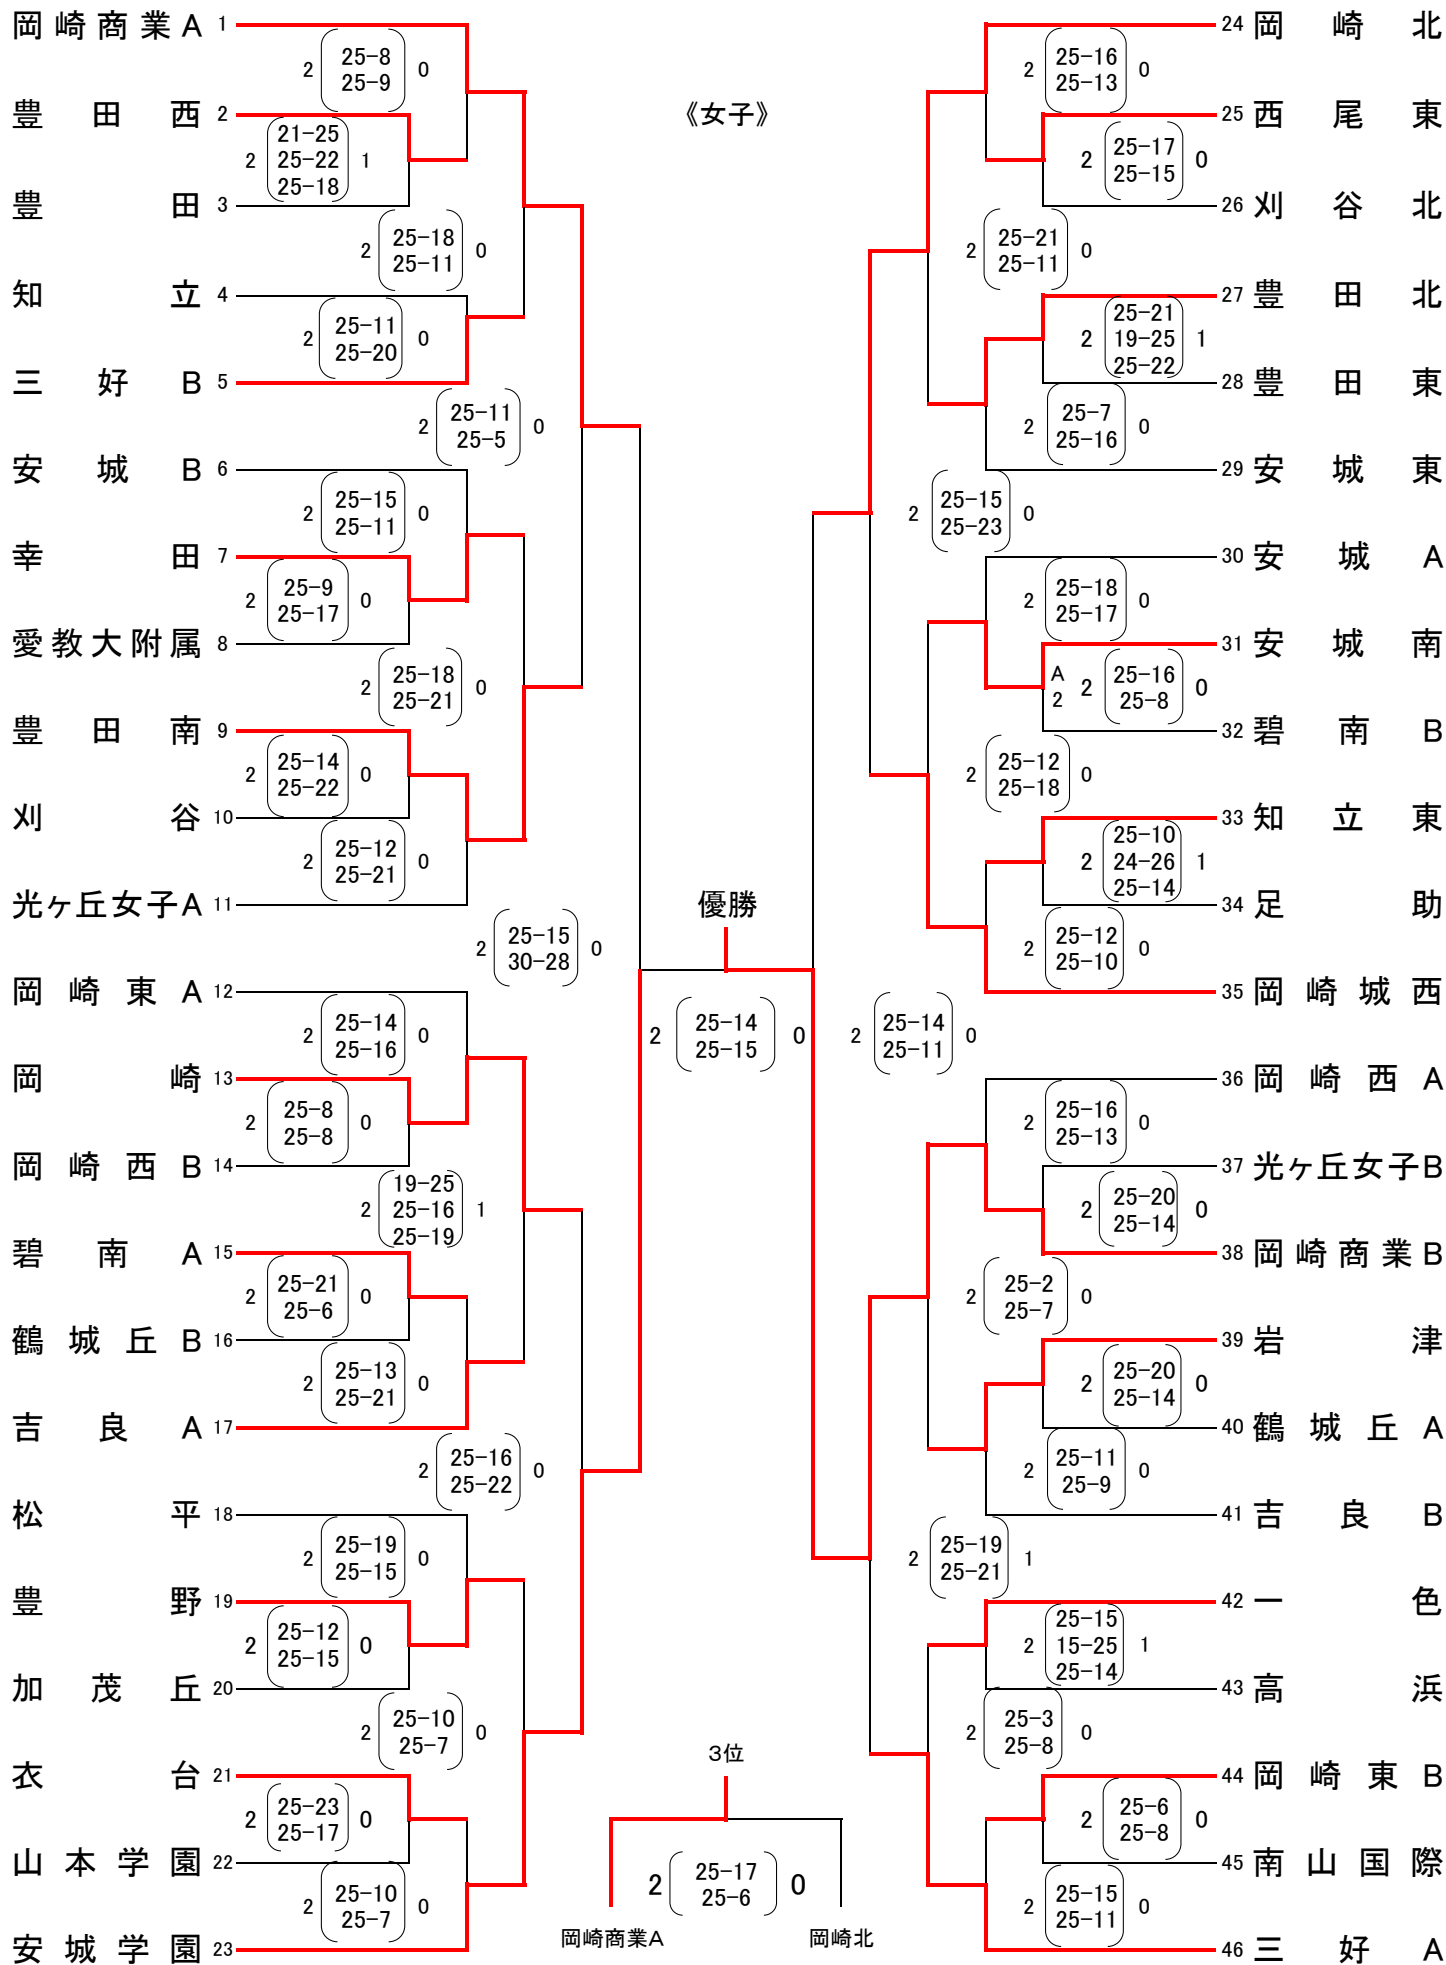 《女子》
岡崎商業A 1
2 25-8 0
25-9
豊田西 2
21-25
2 25-22 1
25-18
豊田 3
2 25-18 0
25-11
知立 4
2 25-11 0
25-20
三好B 5
2 25-11 0
25-5
安城B 6
2 25-15 0
25-11
幸田 7
2 25-9 0
25-17
愛教大附属 8
2 25-18 0
25-21
豊田南 9
2 25-14 0
25-22
刈谷 10
2 25-12 0
25-21
光ヶ丘女子A 11
2 25-15 0
30-28
岡崎東A 12
2 25-14 0
25-16
岡崎 13
2 25-8 0
25-8
岡崎西B 14
19-25
2 25-16 1
25-19
碧南A 15
2 25-21 0
25-6
鶴城丘B 16
2 25-13 0
25-21
吉良A 17
2 25-16 0
25-22
松平 18
2 25-19 0
25-15
豊野 19
2 25-12 0
25-15
加茂丘 20
2 25-10 0
25-7
衣台 21
2 25-23 0
25-17
山本学園 22
2 25-10 0
25-7
安城学園 23
優勝
2 25-14 0
25-15
3位
2 25-17 0
25-6
岡崎商業A 岡崎北
24 岡崎北
2 25-16 0
25-13
25 西尾東
2 25-17 0
25-15
26 刈谷北
2 25-21 0
25-11
27 豊田北
25-21
2 19-25 1
25-22
28 豊田東
2 25-7 0
25-16
29 安城東
2 25-15 0
25-23
30 安城A
2 25-18 0
25-17
31 安城南
A
2
2 25-16 0
25-8
32 碧南B
2 25-12 0
25-18
33 知立東
25-10
2 24-26 1
25-14
34 足助
2 25-12 0
25-10
35 岡崎城西
2 25-14 0
25-11
36 岡崎西A
2 25-16 0
25-13
37 光ヶ丘女子B
2 25-20 0
25-14
38 岡崎商業B
2 25-2 0
25-7
39 岩津
2 25-20 0
25-14
40 鶴城丘A
2 25-11 0
25-9
41 吉良B
2 25-19 1
25-21
42 一色
25-15
2 15-25 1
25-14
43 高浜
2 25-3 0
25-8
44 岡崎東B
2 25-6 0
25-8
45 南山国際
2 25-15 0
25-11
46 三好A